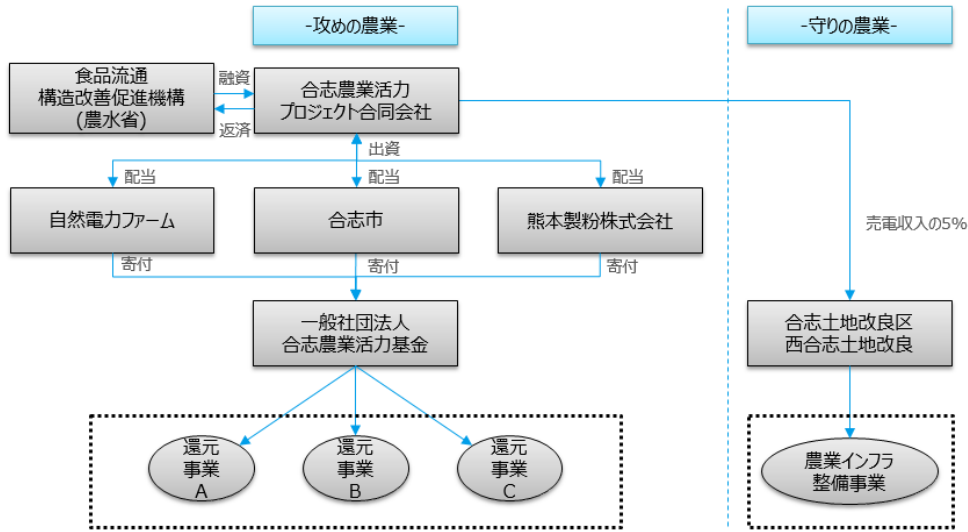 -攻めの農業-
-守りの農業-
食品流通
構造改善促進機構
(農水省)
融資
返済
合志農業活力
プロジェクト合同会社
出資
配当
配当
配当
自然電力ファーム
合志市
熊本製粉株式会社
売電収入の5%
寄付
寄付
寄付
一般社団法人
合志農業活力基金
合志土地改良区
西合志土地改良
還元
事業
A
還元
事業
B
還元
事業
C
農業インフラ
整備事業